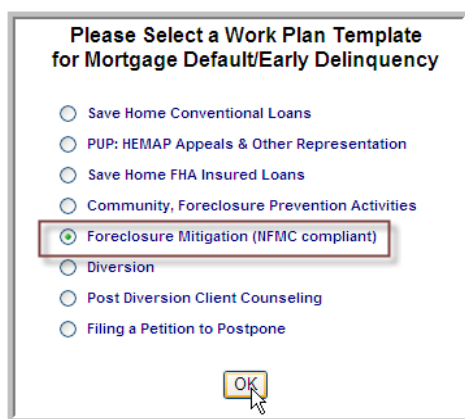 Please Select a Work Plan Template
for Mortgage Default/Early Delinquency
Save Home Conventional Loans
PUP: HEMAP Appeals & Other Representation
Save Home FHA Insured Loans
Community, Foreclosure Prevention Activities
Foreclosure Mitigation (NFMC compliant)
Diversion
Post Diversion Client Counseling
Filing a Petition to Postpone
OK